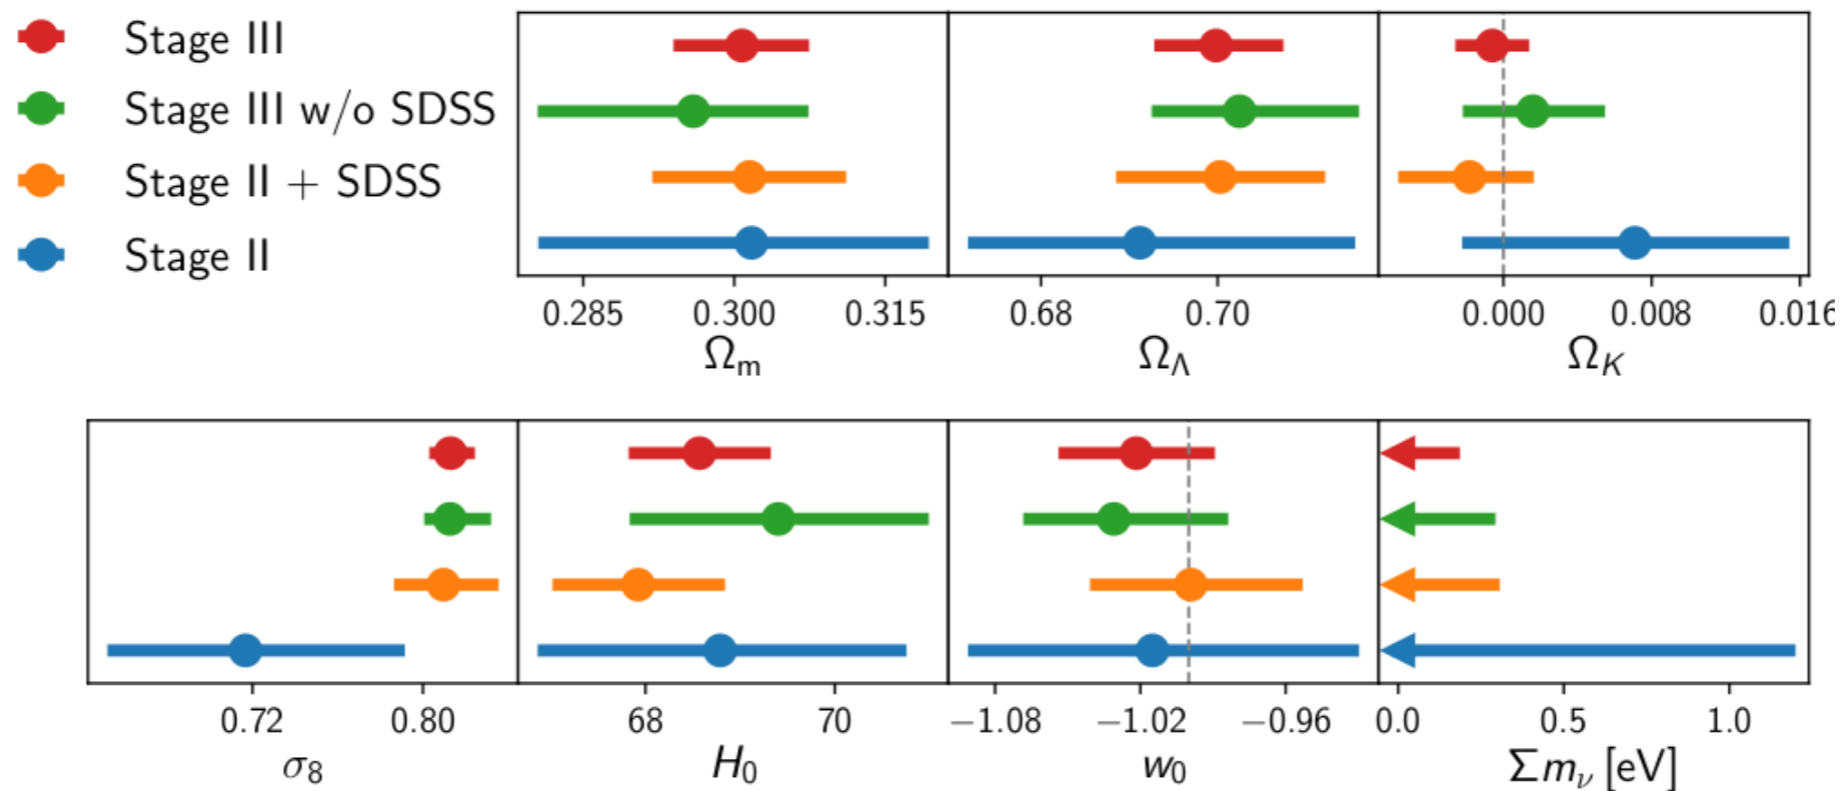 Stage III
Stage III w/o SDSS
Stage II + SDSS
Stage II
0.285 0.300 0.315
Ωm
0.68 0.70
ΩΛ
0.000 0.008 0.016
ΩK
0.72 0.80
σ8
68 70
H0
−1.08 −1.02 −0.96
w0
0.0 0.5 1.0
Σmν [eV]